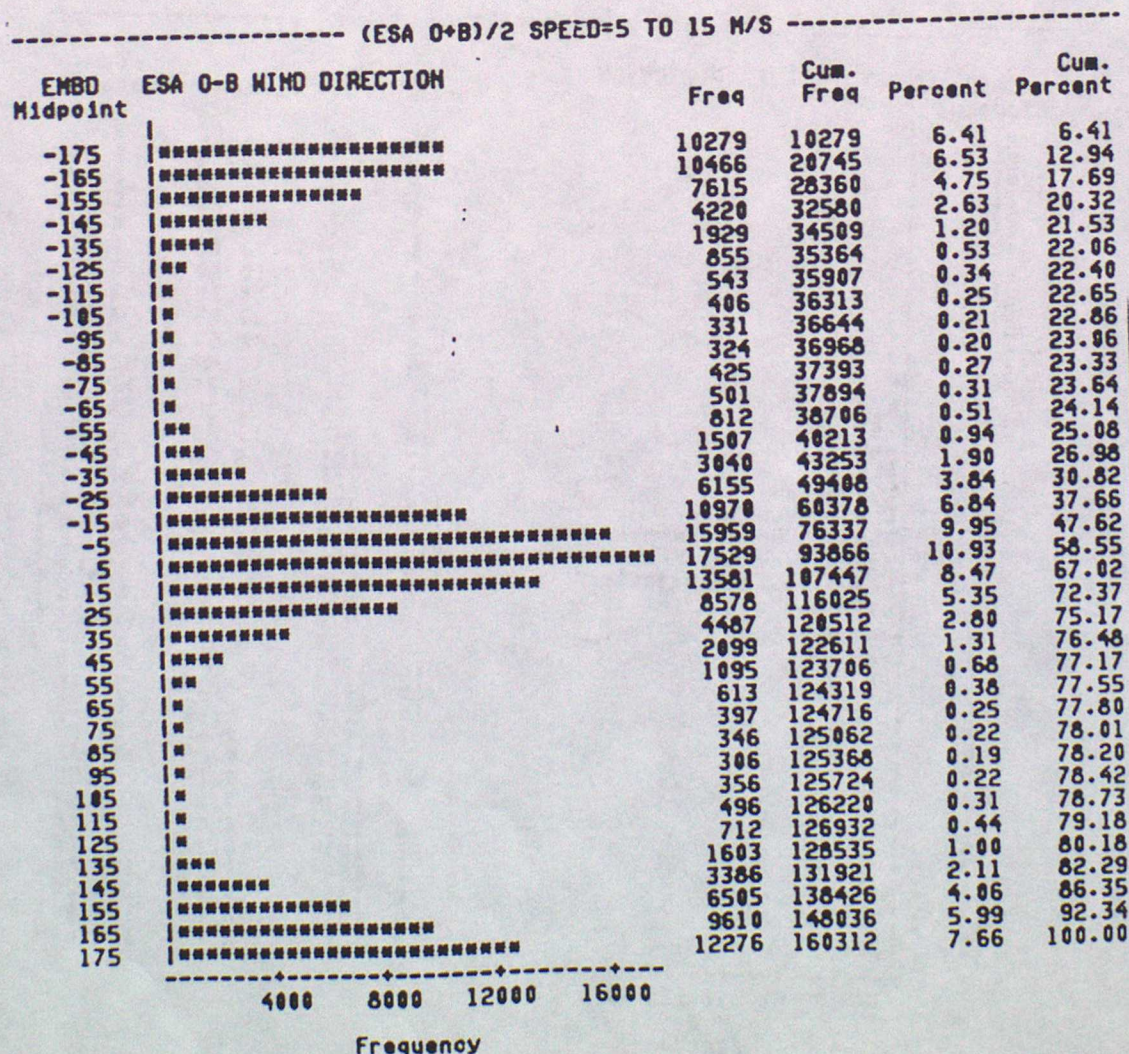 ------------------------- (ESA O+B)/2 SPEED=5 TO 15 M/S -------------------------
EMBD ESA O-B WIND DIRECTION Cum. Cum.
Midpoint Freq Freq Percent Percent
-175 |******************** 10279 10279 6.41 6.41
-165 |******************** 10466 20745 6.53 12.94
-155 |************** 7615 28360 4.75 17.69
-145 |******** 4220 32580 2.63 20.32
-135 |**** 1929 34509 1.20 21.53
-125 |** 855 35364 0.53 22.06
-115 |* 543 35907 0.34 22.40
-105 |* 406 36313 0.25 22.65
-95 |* 331 36644 0.21 22.86
-85 |* 324 36968 0.20 23.06
-75 |* 425 37393 0.27 23.33
-65 |* 501 37894 0.31 23.64
-55 |** 812 38706 0.51 24.14
-45 |*** 1507 40213 0.94 25.08
-35 |****** 3040 43253 1.90 26.98
-25 |************ 6155 49408 3.84 30.82
-15 |********************** 10970 60378 6.84 37.66
-5 |******************************** 15959 76337 9.95 47.62
5 |*********************************** 17529 93866 10.93 58.55
15 |*************************** 13581 107447 8.47 67.02
25 |***************** 8578 116025 5.35 72.37
35 |********* 4487 120512 2.80 75.17
45 |**** 2099 122611 1.31 76.48
55 |** 1095 123706 0.68 77.17
65 |* 613 124319 0.38 77.55
75 |* 397 124716 0.25 77.80
85 |* 346 125062 0.22 78.01
95 |* 306 125368 0.19 78.20
105 |* 356 125724 0.22 78.42
115 |* 496 126220 0.31 78.73
125 |* 712 126932 0.44 79.18
135 |*** 1603 128535 1.00 80.18
145 |******* 3386 131921 2.11 82.29
155 |************* 6505 138426 4.06 86.35
165 |******************* 9610 148036 5.99 92.34
175 |************************* 12276 160312 7.66 100.00
--------+-------+-------+-------+---
4000 8000 12000 16000
Frequency